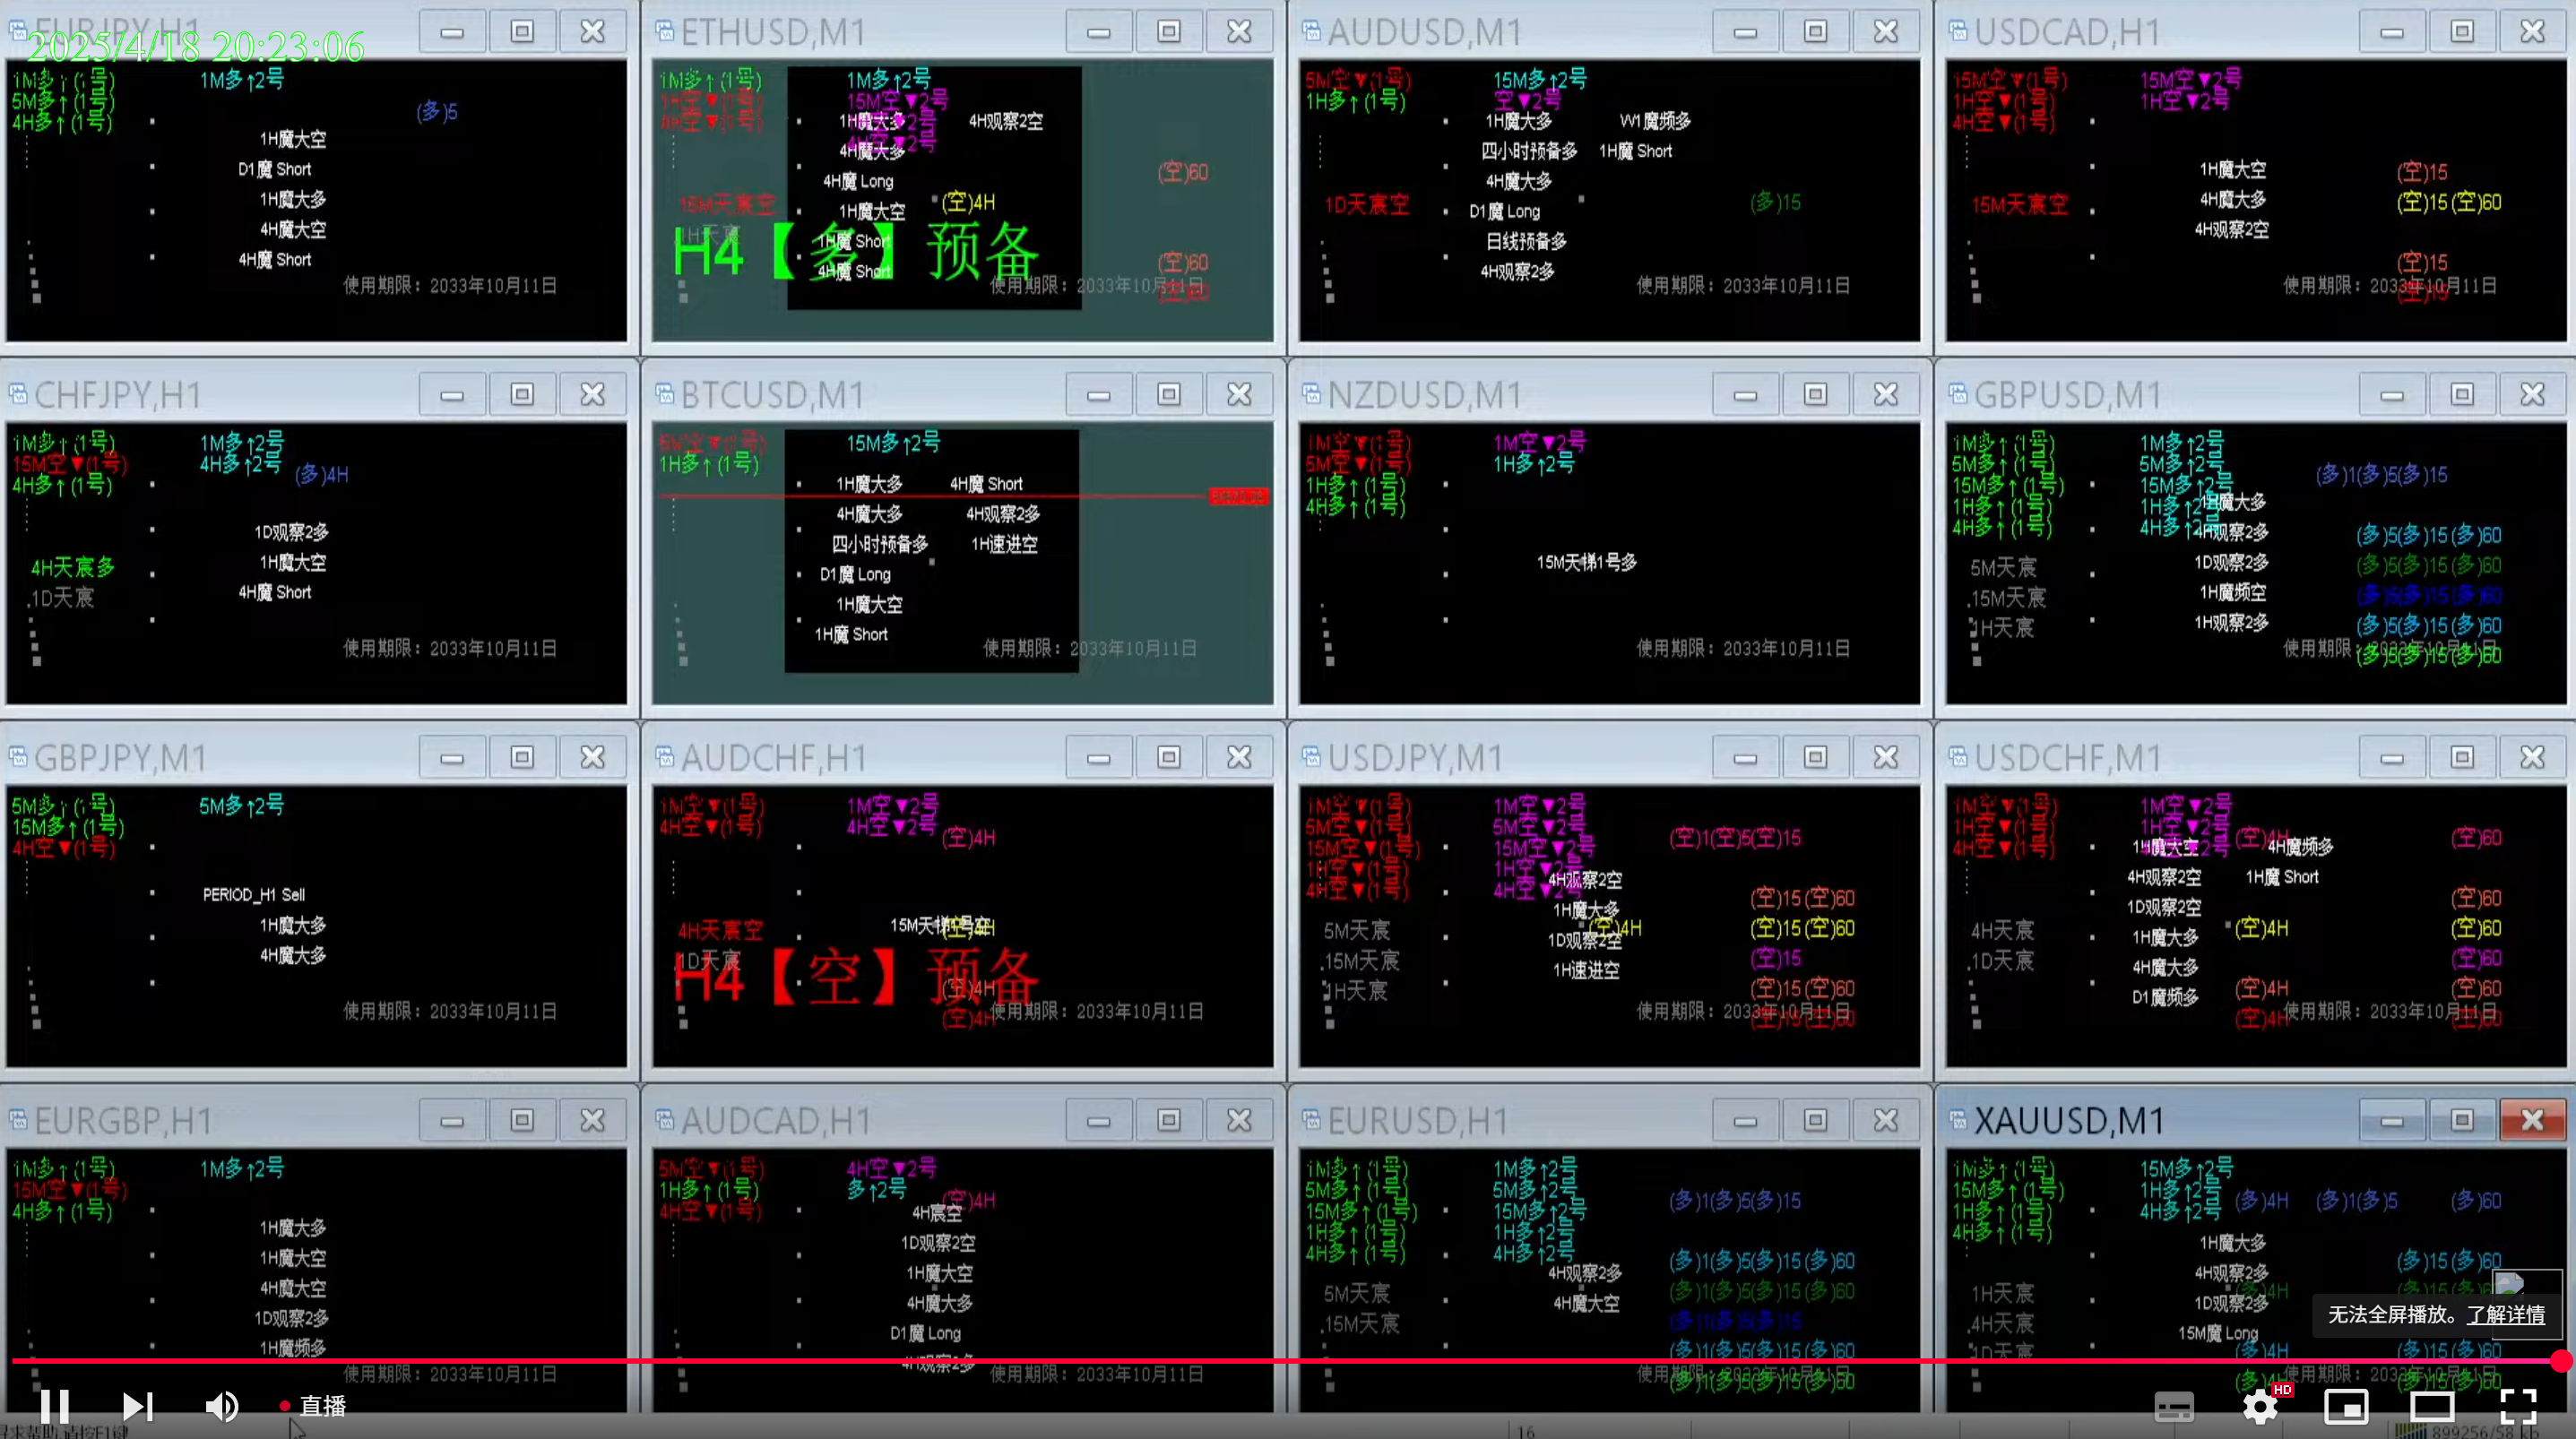 EURJPY,H1
2025/4/18 20:23:06
1M多↑(1号)
5M多↑(1号)
4H多↑(1号)
1M多↑2号
(多)5
1H魔大空
D1魔 Short
1H魔大多
4H魔大空
4H魔 Short
使用期限：2033年10月11日
ETHUSD,M1
1M多↑(1号)
1H空▼(1号)
4H空▼(1号)
1M多↑2号
15M空▼2号
1H魔大多
4H观察2空
4H魔大多
4H魔 Long
(空)60
15M天宸空
1H魔大空
(空)4H
1H魔 Short
4H魔 Short
H4【多】预备
(空)60
(空)60
使用期限：2033年10月11日
AUDUSD,M1
5M空▼(1号)
1H多↑(1号)
15M多↑2号
空▼2号
1H魔大多
W1魔频多
四小时预备多
1H魔 Short
4H魔大多
1D天宸空
D1魔 Long
(多)15
日线预备多
4H观察2多
使用期限：2033年10月11日
USDCAD,H1
15M空▼(1号)
1H空▼(1号)
4H空▼(1号)
15M空▼2号
1H空▼2号
1H魔大空
(空)15
15M天宸空
4H魔大多
(空)15(空)60
4H观察2空
(空)15
(空)15
使用期限：2033年10月11日
CHFJPY,H1
1M多↑(1号)
15M空▼(1号)
4H多↑(1号)
1M多↑2号
4H多↑2号
(多)4H
1D观察2多
4H天宸多
1H魔大空
.1D天宸
4H魔 Short
使用期限：2033年10月11日
BTCUSD,M1
5M空▼(1号)
1H多↑(1号)
15M多↑2号
1H魔大多
4H魔 Short
4H魔大多
4H观察2多
四小时预备多
1H速进空
D1魔 Long
1H魔大空
1H魔 Short
使用期限：2033年10月11日
NZDUSD,M1
1M空▼(1号)
5M空▼(1号)
1H多↑(1号)
4H多↑(1号)
1M空▼2号
1H多↑2号
15M天梯1号多
使用期限：2033年10月11日
GBPUSD,M1
1M多↑(1号)
5M多↑(1号)
15M多↑(1号)
1H多↑(1号)
4H多↑(1号)
1M多↑2号
5M多↑2号
15M多↑2号
1H多↑2号
4H多↑2号
(多)1(多)5(多)15
1H魔大多
4H观察2多
(多)5(多)15(多)60
5M天宸
1D观察2多
(多)5(多)15(多)60
.15M天宸
1H魔频空
(多)5(多)15(多)60
1H天宸
1H观察2多
(多)5(多)15(多)60
(多)5(多)15(多)60
使用期限：2033年10月11日
GBPJPY,M1
5M多↑(1号)
15M多↑(1号)
4H空▼(1号)
5M多↑2号
PERIOD_H1 Sell
1H魔大多
4H魔大多
使用期限：2033年10月11日
AUDCHF,H1
1M空▼(1号)
4H空▼(1号)
1M空▼2号
4H空▼2号
(空)4H
4H天宸空
15M天梯1号空
(空)4H
.1D天宸
H4【空】预备
(空)4H
(空)4H
使用期限：2033年10月11日
USDJPY,M1
1M空▼(1号)
5M空▼(1号)
15M空▼(1号)
1H空▼(1号)
4H空▼(1号)
1M空▼2号
5M空▼2号
15M空▼2号
1H空▼2号
4H空▼2号
(空)1(空)5(空)15
4H观察2空
1H魔大多
(空)15(空)60
5M天宸
(空)4H
(空)15(空)60
1D观察2空
.15M天宸
1H速进空
(空)15
1H天宸
(空)15(空)60
(空)15(空)60
使用期限：2033年10月11日
USDCHF,M1
1M空▼(1号)
1H空▼(1号)
4H空▼(1号)
1M空▼2号
1H空▼2号
4H空▼2号
(空)4H
(空)60
1H魔大空
4H魔频多
4H观察2空
1H魔 Short
1D观察2空
(空)60
4H天宸
1H魔大多
(空)4H
(空)60
.1D天宸
4H魔大多
(空)60
D1魔频多
(空)4H
(空)60
(空)4H
(空)60
使用期限：2033年10月11日
EURGBP,H1
1M多↑(1号)
15M空▼(1号)
4H多↑(1号)
1M多↑2号
1H魔大多
1H魔大空
4H魔大空
1D观察2多
1H魔频多
使用期限：2033年10月11日
AUDCAD,H1
5M空▼(1号)
1H多↑(1号)
4H空▼(1号)
4H空▼2号
多↑2号
(空)4H
4H宸空
1D观察2空
1H魔大空
4H魔大多
D1魔 Long
4H观察2多
使用期限：2033年10月11日
EURUSD,H1
1M多↑(1号)
5M多↑(1号)
15M多↑(1号)
1H多↑(1号)
4H多↑(1号)
1M多↑2号
5M多↑2号
15M多↑2号
1H多↑2号
4H多↑2号
(多)1(多)5(多)15
4H观察2多
(多)1(多)5(多)15(多)60
5M天宸
4H魔大空
(多)1(多)5(多)15(多)60
.15M天宸
(多)1(多)5(多)15
(多)1(多)5(多)15(多)60
(多)1(多)5(多)15(多)60
使用期限：2033年10月11日
XAUUSD,M1
1M多↑(1号)
15M多↑(1号)
1H多↑(1号)
4H多↑(1号)
15M多↑2号
1H多↑2号
4H多↑2号
(多)4H
(多)1(多)5
(多)60
1H魔大多
4H观察2多
(多)15(多)60
1H天宸
1D观察2多
.4H天宸
15M魔 Long
1D天宸
(多)4H
(多)15(多)60
使用期限：2033年10月11日
无法全屏播放。了解详情
直播
HD
16
899256/58 kb